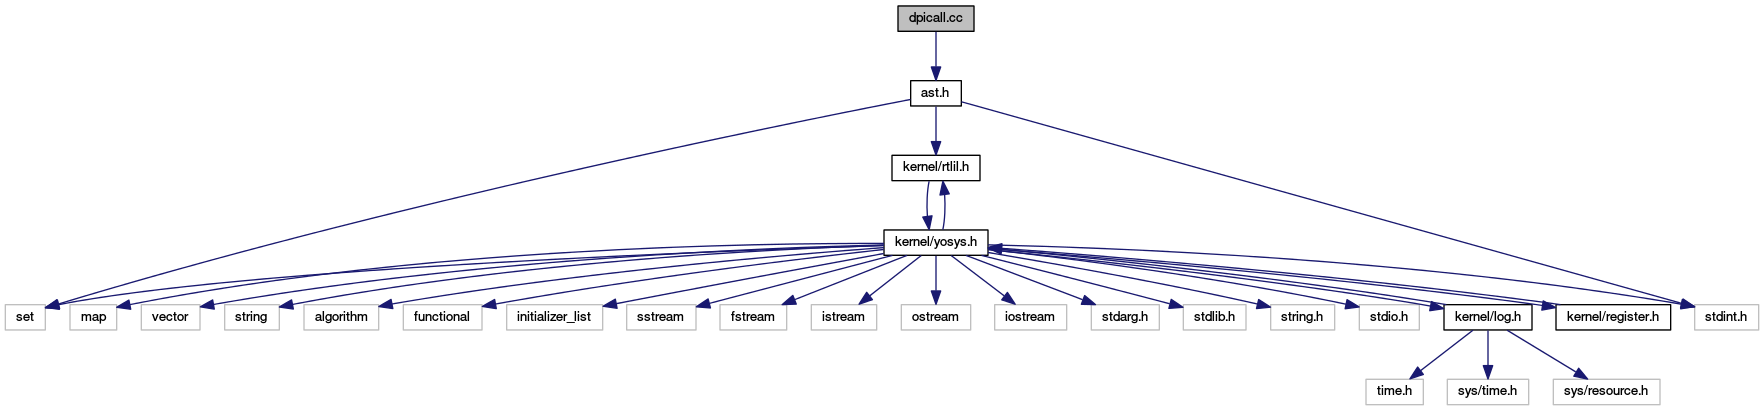 dpicall.cc
ast.h
kernel/rtlil.h
kernel/yosys.h
set
map
vector
string
algorithm
functional
initializer_list
sstream
fstream
istream
ostream
iostream
stdarg.h
stdlib.h
string.h
stdio.h
kernel/log.h
kernel/register.h
stdint.h
time.h
sys/time.h
sys/resource.h